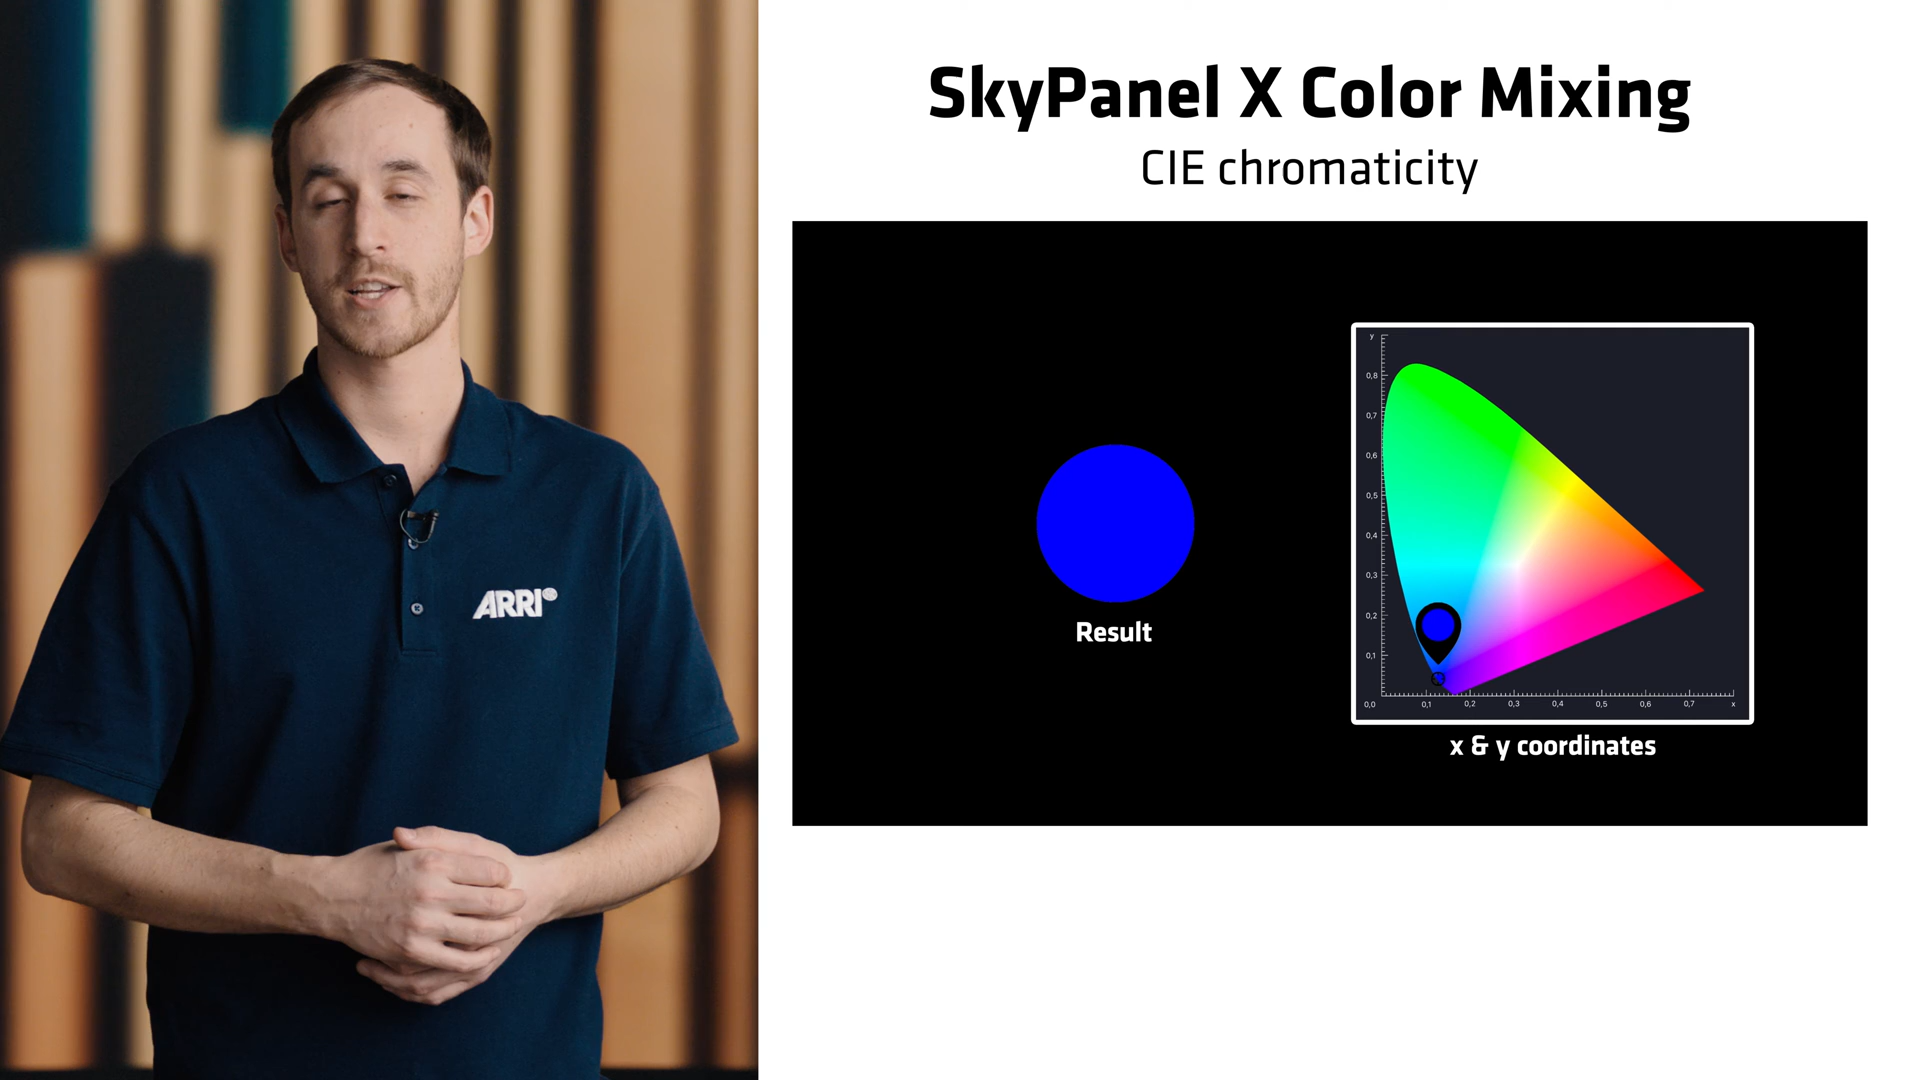 SkyPanel X Color Mixing
CIE chromaticity
ARRI
Result
y
0,8
0,7
0,6
0,5
0,4
0,3
0,2
0,1
0,0 0,1 0,2 0,3 0,4 0,5 0,6 0,7 x
x & y coordinates